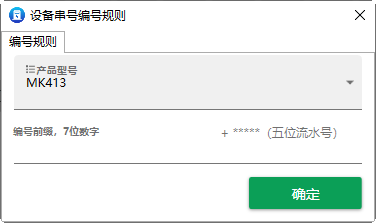 设备串号编号规则
编号规则
产品型号
MK413
编号前缀，7位数字
+ *****（五位流水号）
确定